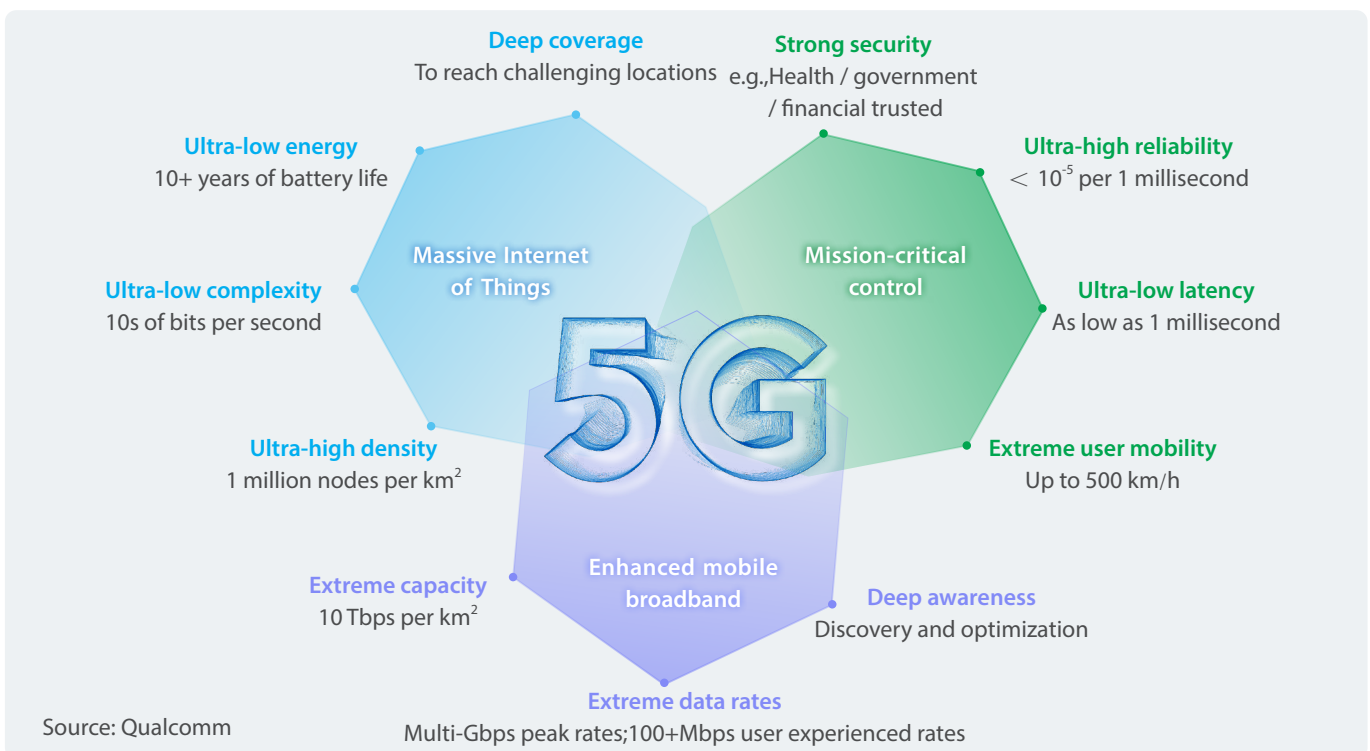 Deep coverage
To reach challenging locations
Strong security
e.g.,Health / government
/ financial trusted
Ultra-low energy
10+ years of battery life
Ultra-high reliability
< 10⁻⁵ per 1 millisecond
Massive Internet
of Things
Mission-critical
control
Ultra-low complexity
10s of bits per second
Ultra-low latency
As low as 1 millisecond
5G
Ultra-high density
1 million nodes per km²
Extreme user mobility
Up to 500 km/h
Enhanced mobile
broadband
Extreme capacity
10 Tbps per km²
Deep awareness
Discovery and optimization
Extreme data rates
Multi-Gbps peak rates;100+Mbps user experienced rates
Source: Qualcomm